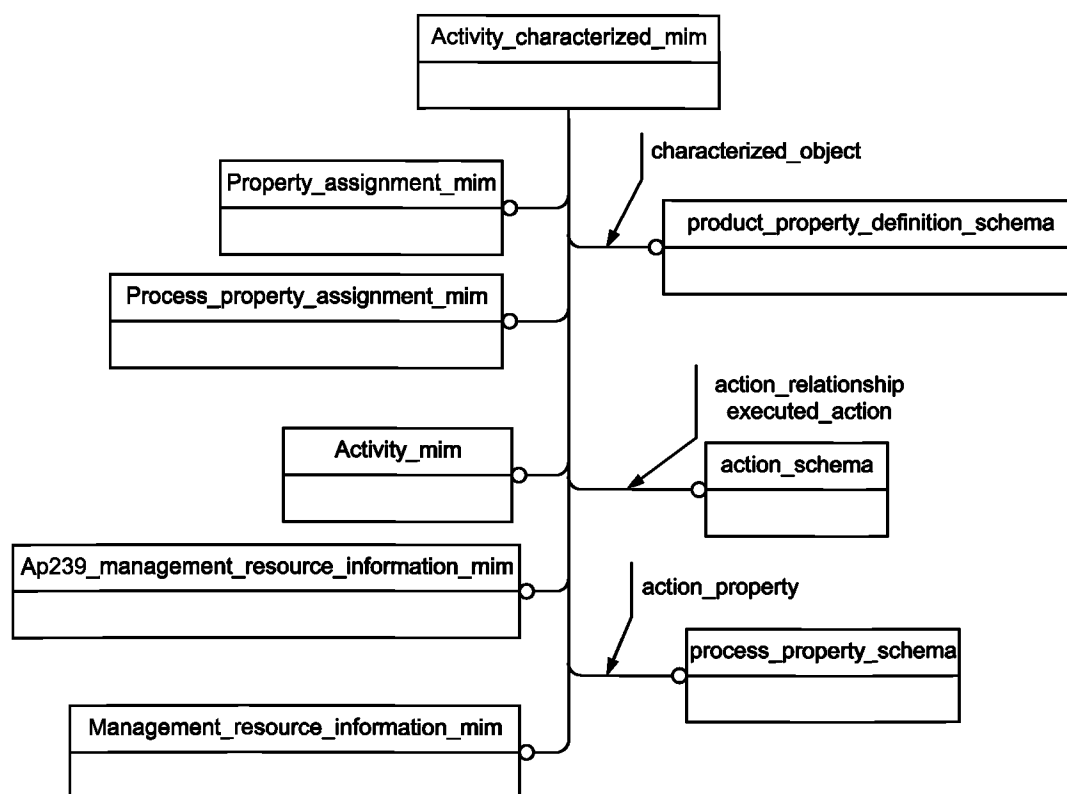 Activity_characterized_mim
characterized_object
Property_assignment_mim
product_property_definition_schema
Process_property_assignment_mim
action_relationship
executed_action
Activity_mim
action_schema
Ap239_management_resource_information_mim
action_property
process_property_schema
Management_resource_information_mim